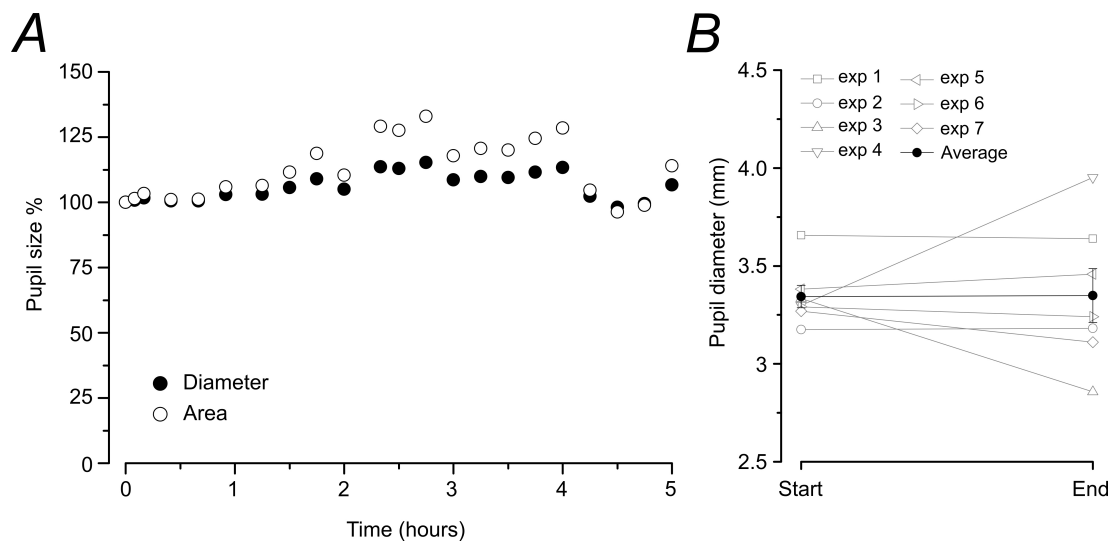 A
150
125
100
75
50
25
0
Pupil size %
Diameter
Area
0 1 2 3 4 5
Time (hours)
B
4.5
4.0
3.5
3
2.5
Pupil diameter (mm)
exp 1
exp 2
exp 3
exp 4
exp 5
exp 6
exp 7
Average
Start End